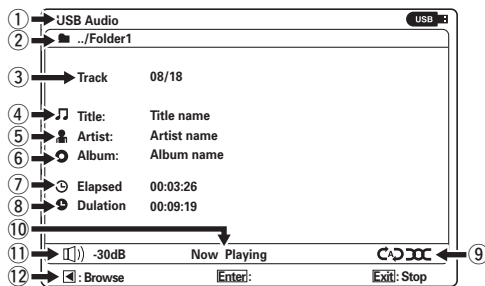 ① USB Audio USB
② ../Folder1
③ Track 08/18
④ Title: Title name
⑤ Artist: Artist name
⑥ Album: Album name
⑦ Elapsed 00:03:26
⑧ Dulation 00:09:19
⑩
⑪ -30dB Now Playing A ⑨
⑫ : Browse Enter: Exit: Stop